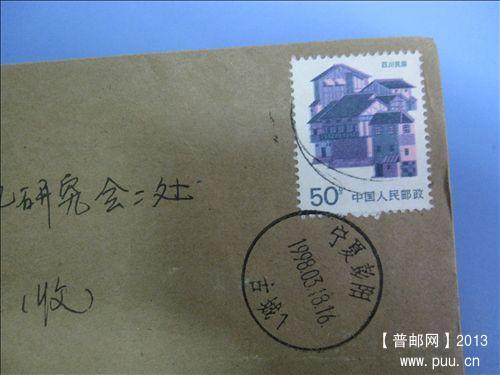 四川民居
50分 中国人民邮政
研究会二处
(收)
宁夏彭阳
1998.03.18.16
古城
【普邮网】2013
www.puu.cn